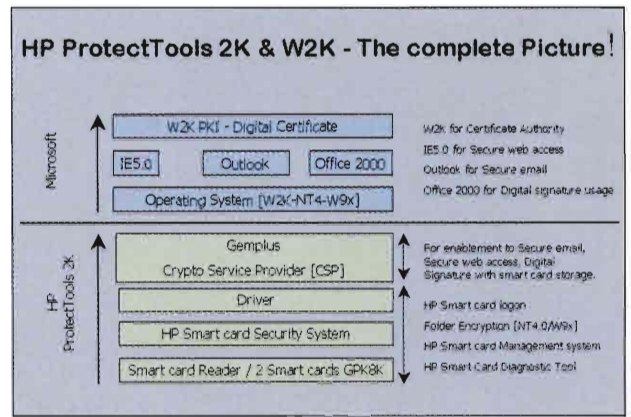 HP ProtectTools 2K & W2K - The complete Picture!
Microsoft
W2K PKI - Digital Certificate
IE5.0
Outlook
Office 2000
Operating System [W2K-NT4-W9x]
W2K for Certificate Authority
IE5.0 for Secure web access
Outlook for Secure email
Office 2000 for Digital signature usage
HP
ProtectTools 2K
Gemplus
Crypto Service Provider [CSP]
Driver
HP Smart card Security System
Smart card Reader / 2 Smart cards GPK8K
For enablement to Secure email,
Secure web access, Digital
Signature with smart card storage.
HP Smart card logon
Folder Encryption [NT4.0/W9x]
HP Smart card Management system
HP Smart Card Diagnostic Tool